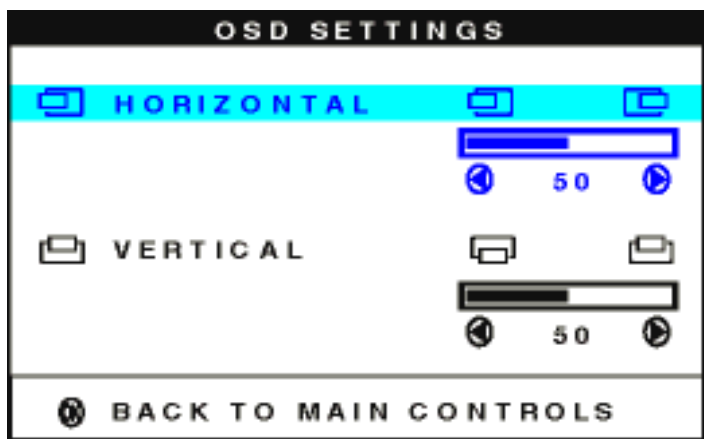 OSD SETTINGS
HORIZONTAL
50
VERTICAL
50
BACK TO MAIN CONTROLS